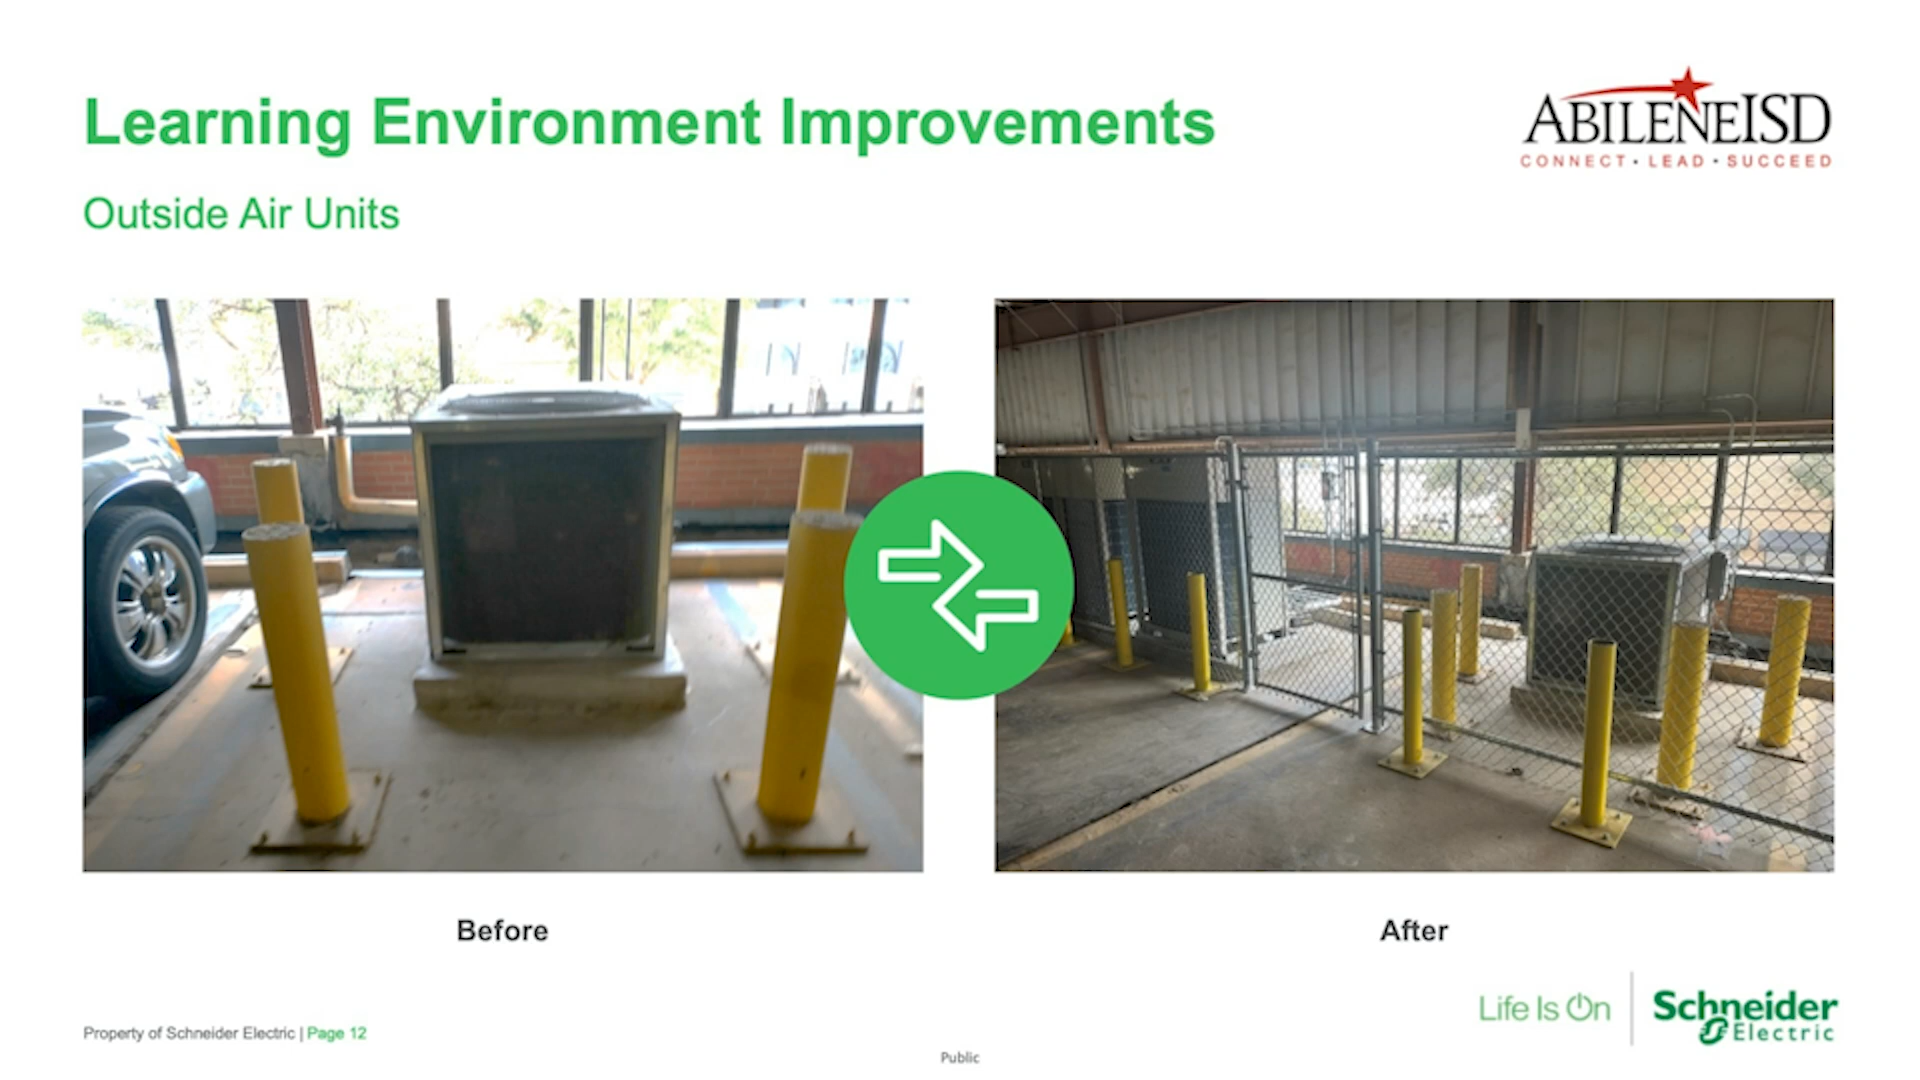 Learning Environment Improvements
ABILENEISD
CONNECT • LEAD • SUCCEED
Outside Air Units
Before
After
Property of Schneider Electric | Page 12
Life Is On
Schneider
Electric
Public